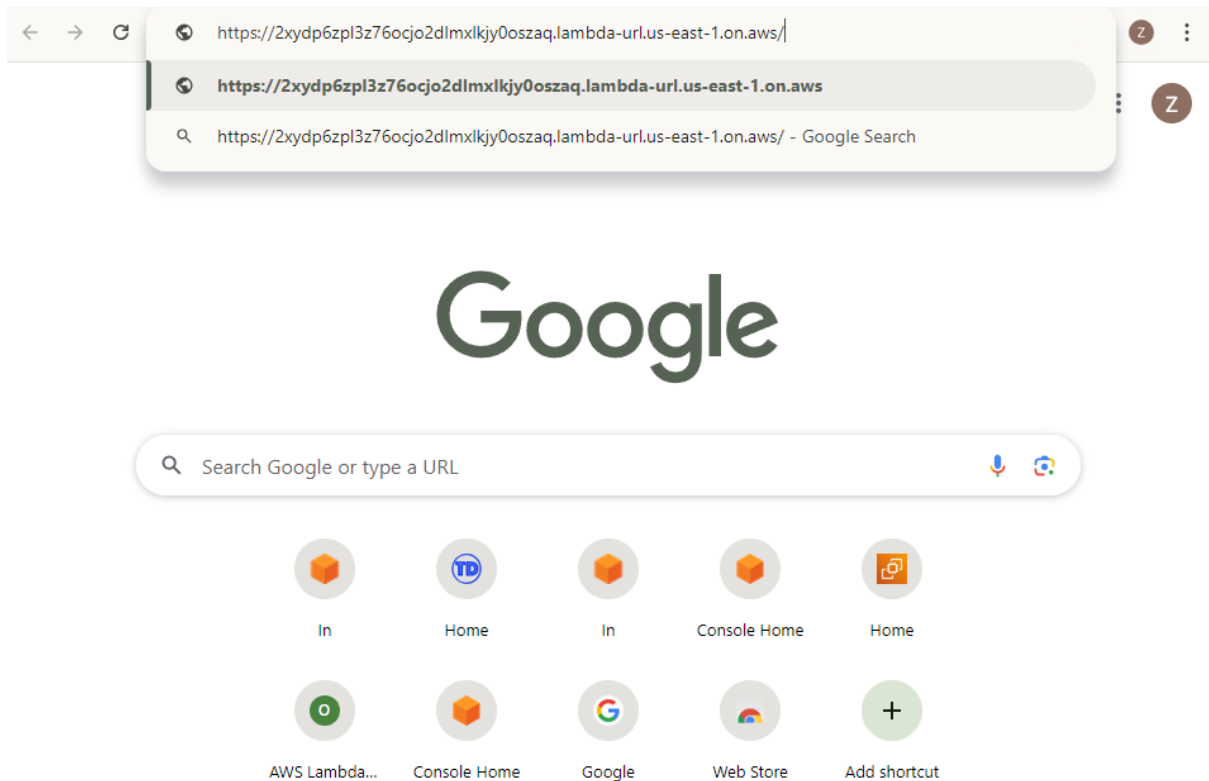 https://2xydp6zpl3z76ocjo2dlmxlkjy0oszaq.lambda-url.us-east-1.on.aws/
Z
https://2xydp6zpl3z76ocjo2dlmxlkjy0oszaq.lambda-url.us-east-1.on.aws
https://2xydp6zpl3z76ocjo2dlmxlkjy0oszaq.lambda-url.us-east-1.on.aws/ - Google Search
Z
Google
Search Google or type a URL
TD
In Home In Console Home Home
O
G
AWS Lambda... Console Home Google Web Store Add shortcut